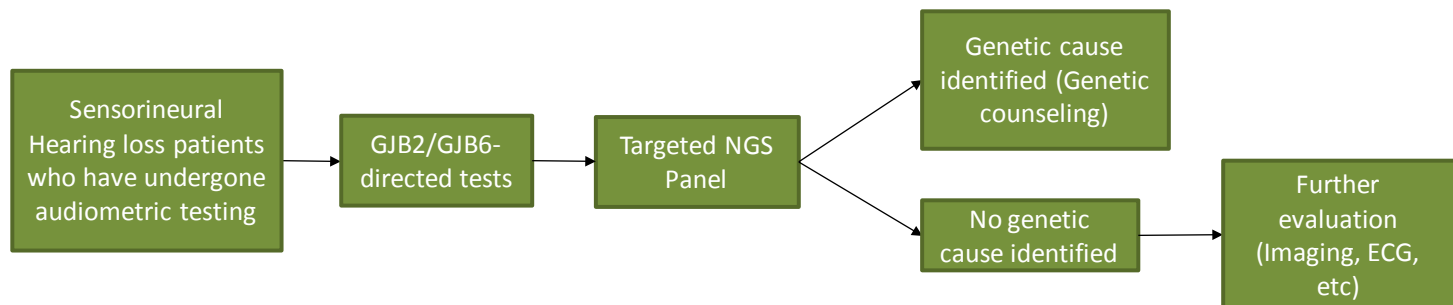 Sensorineural
Hearing loss patients
who have undergone
audiometric testing
GJB2/GJB6-
directed tests
Targeted NGS
Panel
Genetic cause
identified (Genetic
counseling)
No genetic
cause identified
Further
evaluation
(Imaging, ECG,
etc)